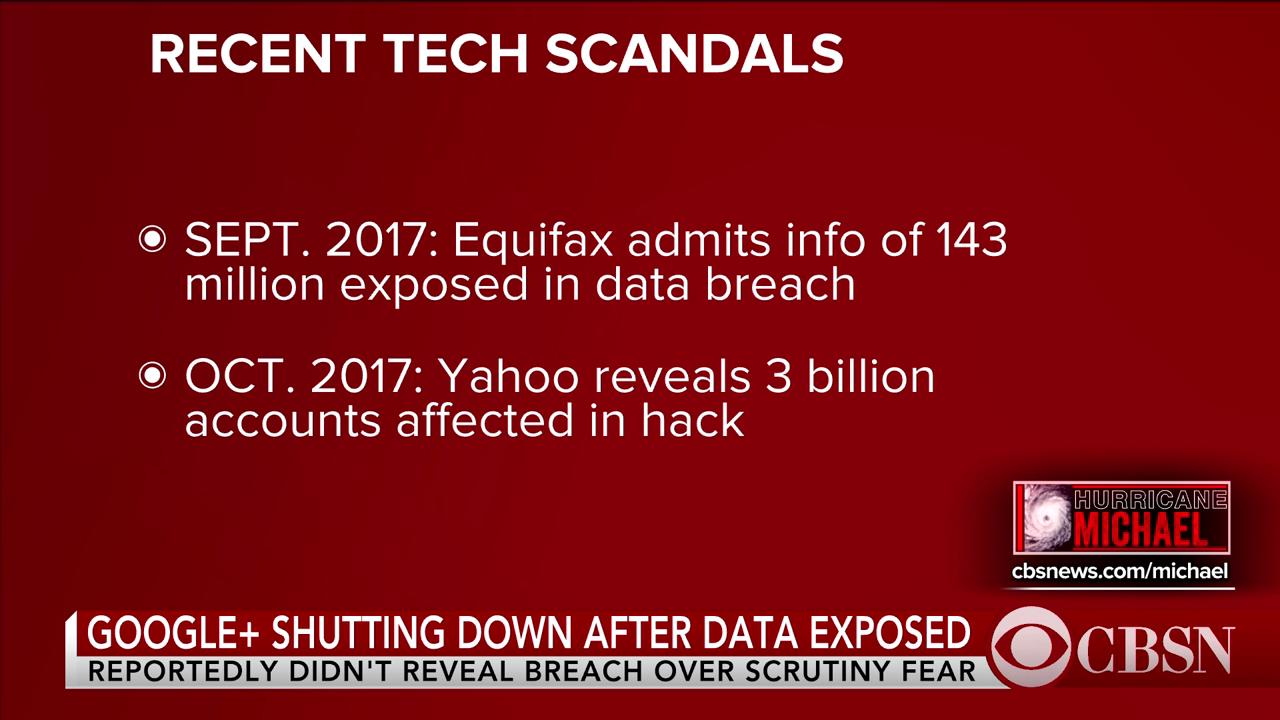 RECENT TECH SCANDALS
SEPT. 2017: Equifax admits info of 143
million exposed in data breach
OCT. 2017: Yahoo reveals 3 billion
accounts affected in hack
HURRICANE
MICHAEL
cbsnews.com/michael
GOOGLE+ SHUTTING DOWN AFTER DATA EXPOSED
REPORTEDLY DIDN'T REVEAL BREACH OVER SCRUTINY FEAR
CBSN